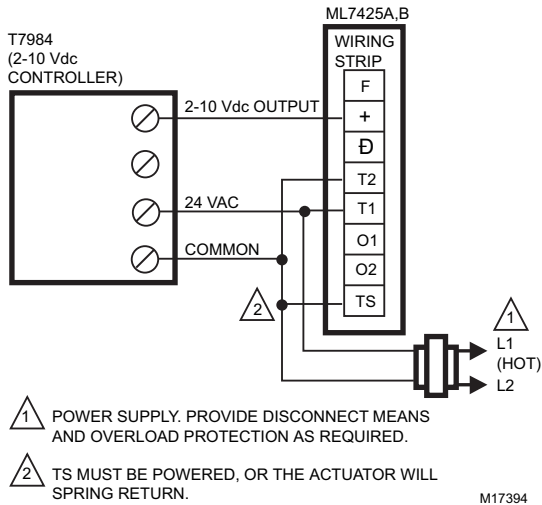 ML7425A,B
T7984
(2-10 Vdc
CONTROLLER)
WIRING
STRIP
F
2-10 Vdc OUTPUT
+
Đ
T2
24 VAC
T1
O1
COMMON
O2
2
TS
1
L1
(HOT)
L2
1 POWER SUPPLY. PROVIDE DISCONNECT MEANS
AND OVERLOAD PROTECTION AS REQUIRED.
2 TS MUST BE POWERED, OR THE ACTUATOR WILL
SPRING RETURN.
M17394